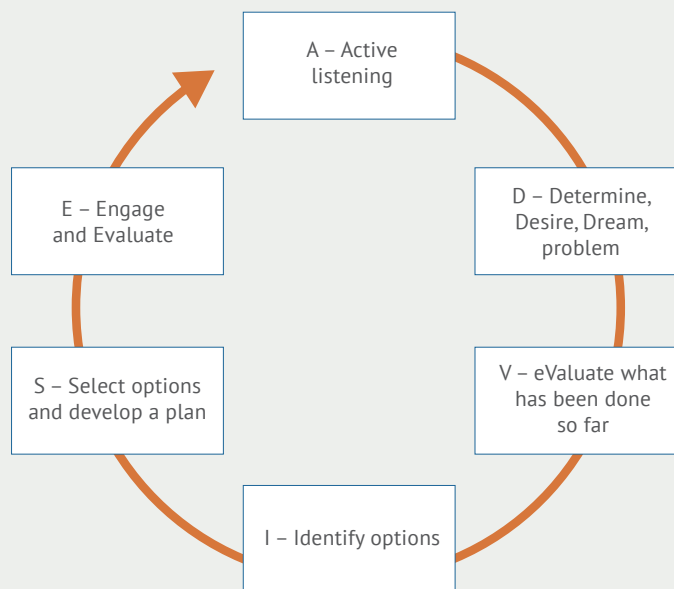 A – Active
listening
D – Determine,
Desire, Dream,
problem
V – eValuate what
has been done
so far
I – Identify options
S – Select options
and develop a plan
E – Engage
and Evaluate